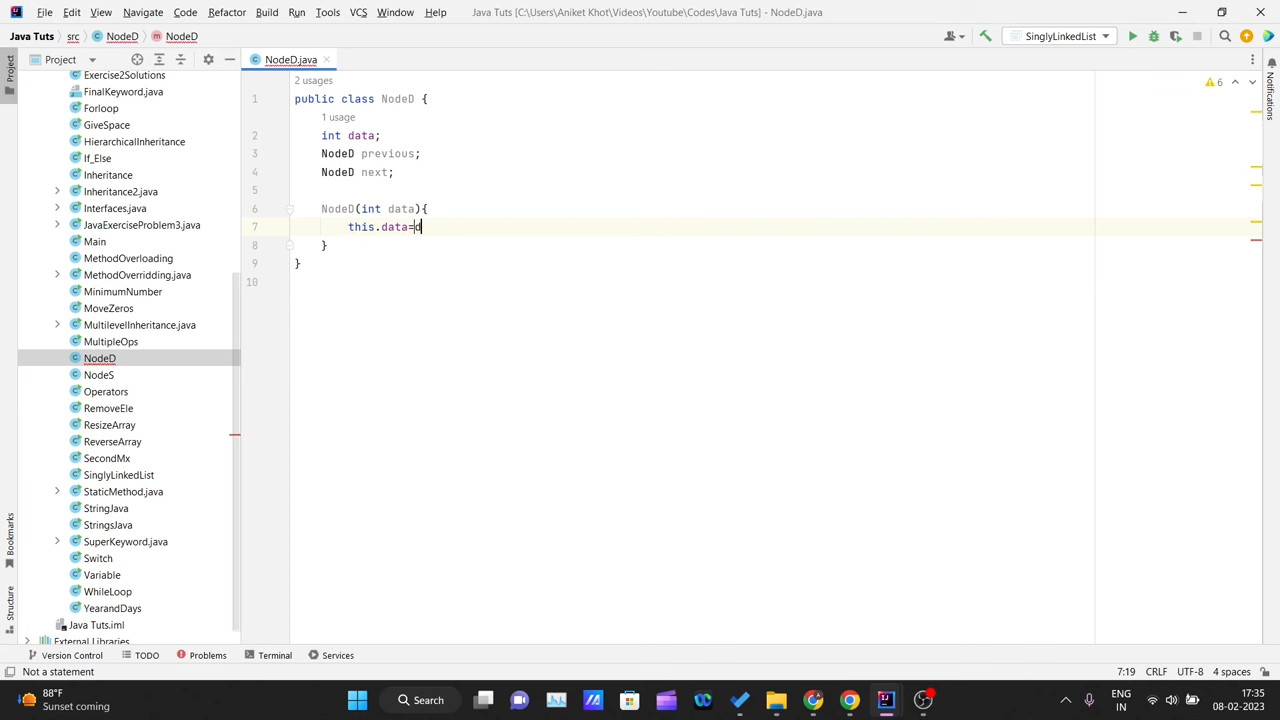 File Edit View Navigate Code Refactor Build Run Tools VCS Window Help Java Tuts [C:\Users\Aniket Khot\Videos\Youtube\Codes\Java Tuts] - NodeD.java
Java Tuts src NodeD NodeD SinglyLinkedList
Project
Project
NodeD.java
Notifications
Exercise2Solutions
FinalKeyword.java
Forloop
GiveSpace
HierarchicalInheritance
If_Else
Inheritance
Inheritance2.java
Interfaces.java
JavaExerciseProblem3.java
Main
MethodOverloading
MethodOverridding.java
MinimumNumber
MoveZeros
MultilevelInheritance.java
MultipleOps
NodeD
NodeS
Operators
RemoveEle
ResizeArray
ReverseArray
SecondMx
SinglyLinkedList
StaticMethod.java
StringJava
StringsJava
SuperKeyword.java
Switch
Variable
WhileLoop
YearandDays
Java Tuts.iml
External Libraries
2 usages
6
1 public class NodeD {
1 usage
2 int data;
3 NodeD previous;
4 NodeD next;
5
6 NodeD(int data){
7 this.data=d
8 }
9 }
10
Bookmarks
Structure
Version Control TODO Problems Terminal Services
Not a statement 7:19 CRLF UTF-8 4 spaces
88°F
Sunset coming
Search
ENG
IN
17:35
08-02-2023